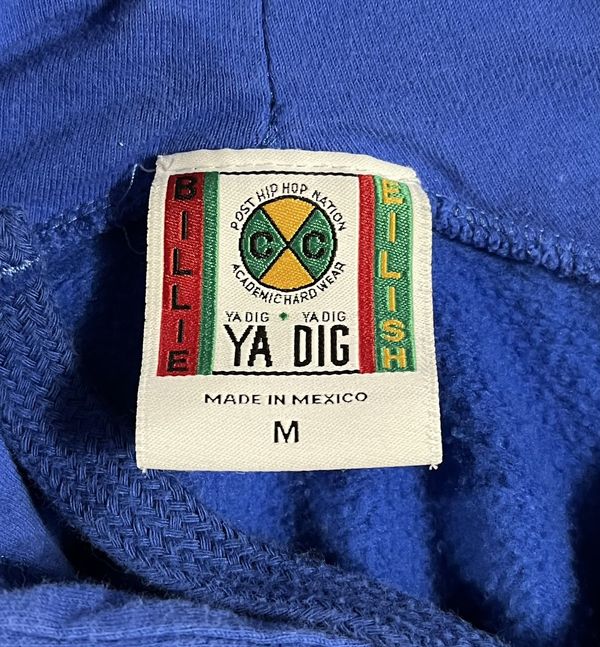 BILLIE
POST HIP HOP NATION
C C
ACADEMIC HARD WEAR
YA DIG • YA DIG
YA DIG
EILISH
MADE IN MEXICO
M